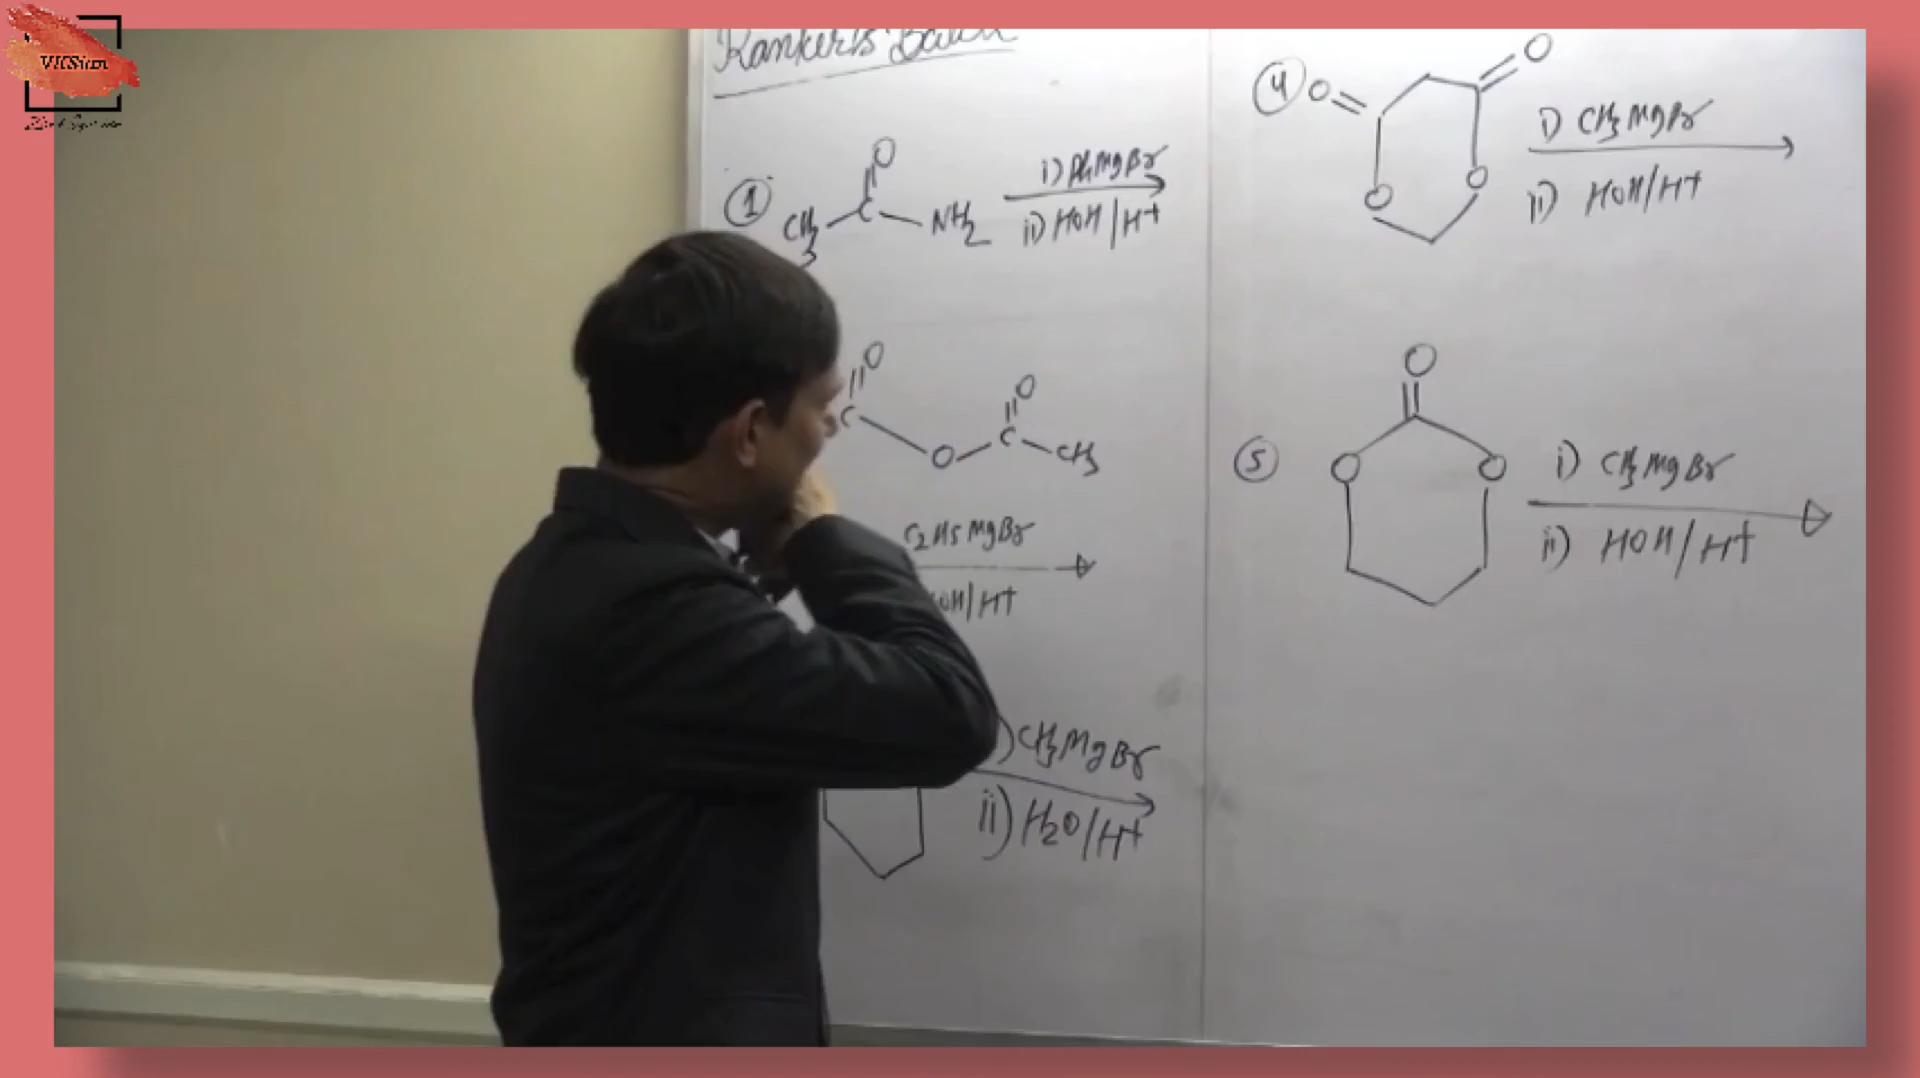 VKSium
Ranker's Batch
①
O
CH3 C NH2
i) PhMgBr
ii) HOH/H+
O
C O C CH3
O
C2H5MgBr
OH/H+
) CH3MgBr
ii) H2O/H+
④
O O
O O
i) CH3MgBr
ii) HOH/H+
⑤
O
O O
i) CH3MgBr
ii) HOH/H+